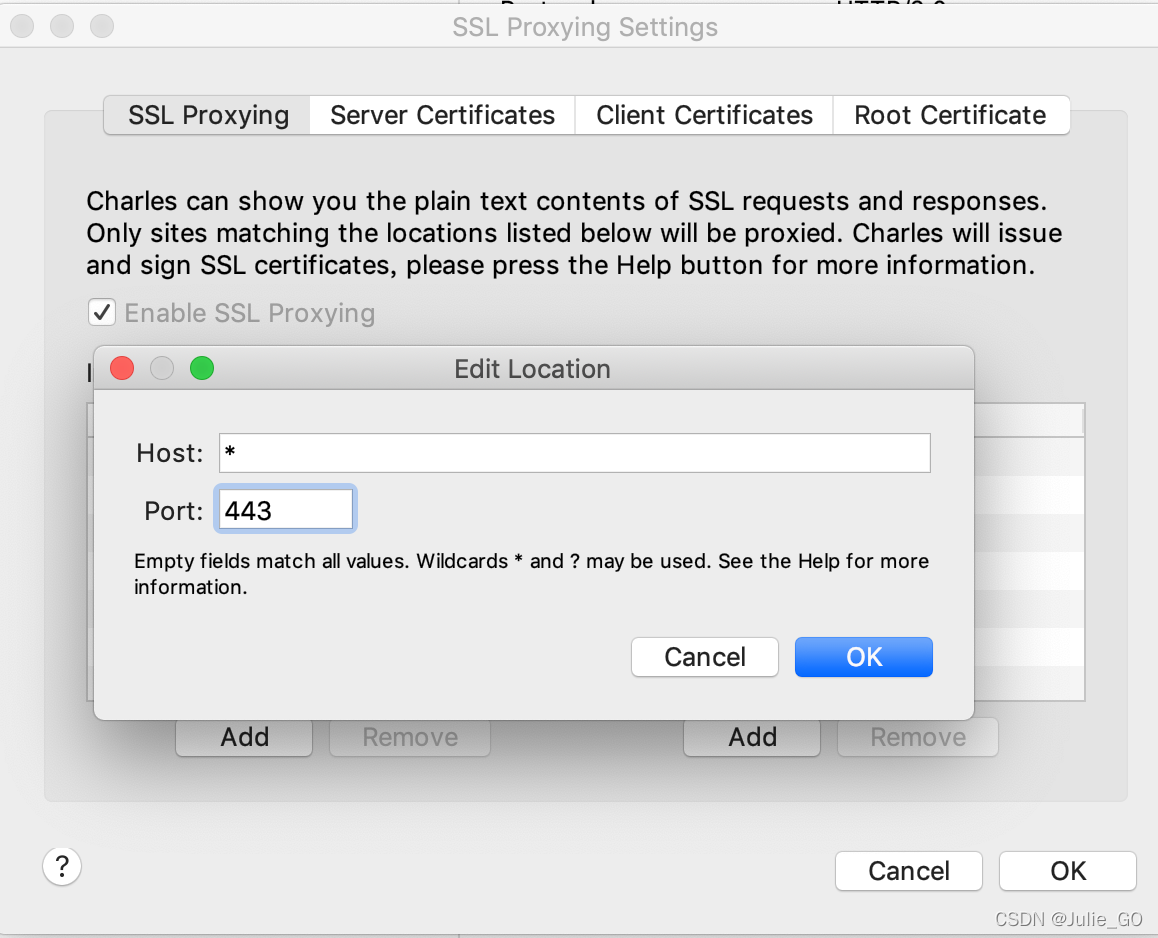 SSL Proxying Settings
SSL Proxying Server Certificates Client Certificates Root Certificate
Charles can show you the plain text contents of SSL requests and responses.
Only sites matching the locations listed below will be proxied. Charles will issue
and sign SSL certificates, please press the Help button for more information.
Enable SSL Proxying
Edit Location
Host: *
Port: 443
Empty fields match all values. Wildcards * and ? may be used. See the Help for more
information.
Cancel OK
Add Remove Add Remove
? Cancel OK
CSDN @Julie_GO